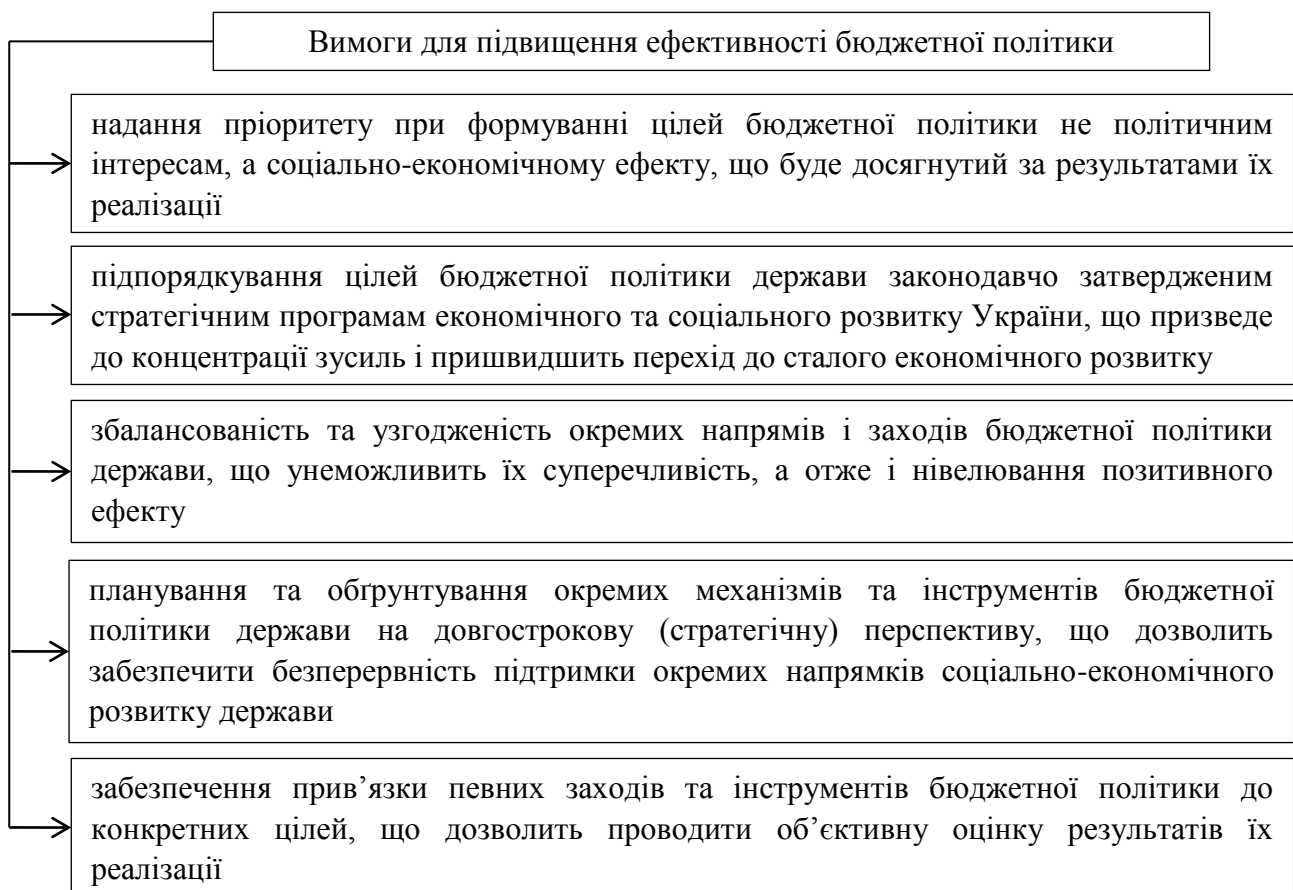 Вимоги для підвищення ефективності бюджетної політики
надання пріоритету при формуванні цілей бюджетної політики не політичним
інтересам, а соціально-економічному ефекту, що буде досягнутий за результатами їх
реалізації
підпорядкування цілей бюджетної політики держави законодавчо затвердженим
стратегічним програмам економічного та соціального розвитку України, що призведе
до концентрації зусиль і пришвидшить перехід до сталого економічного розвитку
збалансованість та узгодженість окремих напрямів і заходів бюджетної політики
держави, що унеможливить їх суперечливість, а отже і нівелювання позитивного
ефекту
планування та обґрунтування окремих механізмів та інструментів бюджетної
політики держави на довгострокову (стратегічну) перспективу, що дозволить
забезпечити безперервність підтримки окремих напрямків соціально-економічного
розвитку держави
забезпечення прив’язки певних заходів та інструментів бюджетної політики до
конкретних цілей, що дозволить проводити об’єктивну оцінку результатів їх
реалізації